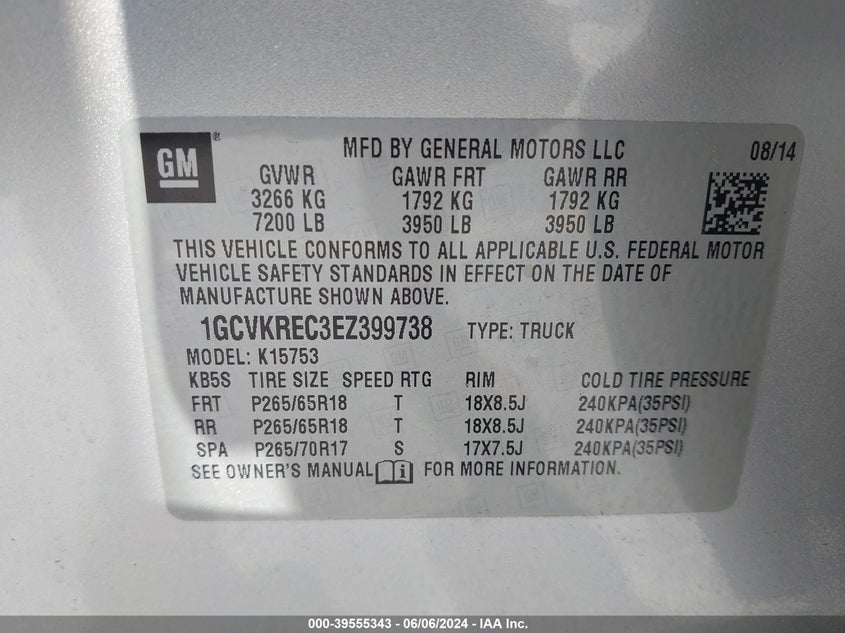 GM®
MFD BY GENERAL MOTORS LLC 08/14
GVWR GAWR FRT GAWR RR
3266 KG 1792 KG 1792 KG
7200 LB 3950 LB 3950 LB
THIS VEHICLE CONFORMS TO ALL APPLICABLE U.S. FEDERAL MOTOR
VEHICLE SAFETY STANDARDS IN EFFECT ON THE DATE OF
MANUFACTURE SHOWN ABOVE.
1GCVKREC3EZ399738 TYPE: TRUCK
MODEL: K15753
KB5S TIRE SIZE SPEED RTG RIM COLD TIRE PRESSURE
FRT P265/65R18 T 18X8.5J 240KPA(35PSI)
RR P265/65R18 T 18X8.5J 240KPA(35PSI)
SPA P265/70R17 S 17X7.5J 240KPA(35PSI)
SEE OWNER'S MANUAL i FOR MORE INFORMATION.
000-39555343 - 06/06/2024 - IAA Inc.